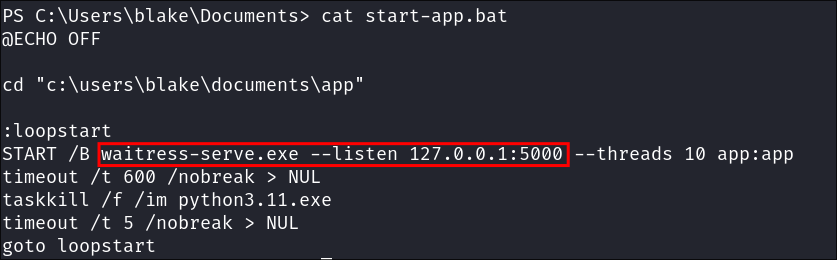 PS C:\Users\blake\Documents> cat start-app.bat
@ECHO OFF
cd "c:\users\blake\documents\app"
:loopstart
START /B waitress-serve.exe --listen 127.0.0.1:5000 --threads 10 app:app
timeout /t 600 /nobreak > NUL
taskkill /f /im python3.11.exe
timeout /t 5 /nobreak > NUL
goto loopstart